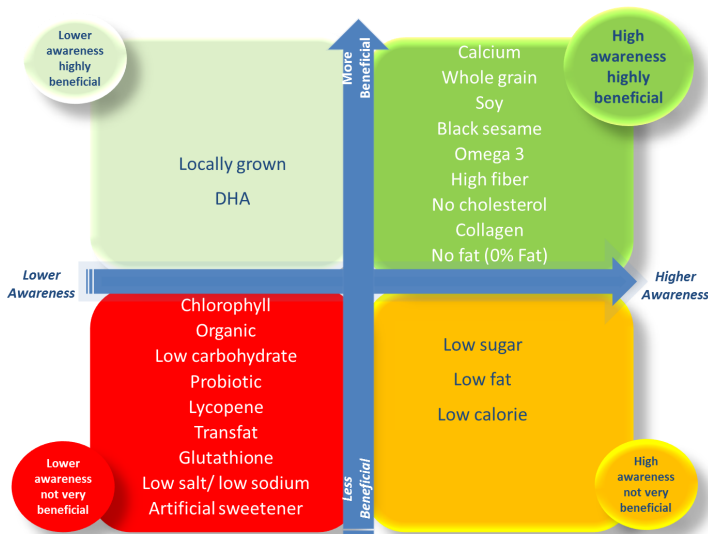 Lower
awareness
highly
beneficial
More
Beneficial
High
awareness
highly
beneficial
Locally grown
DHA
Calcium
Whole grain
Soy
Black sesame
Omega 3
High fiber
No cholesterol
Collagen
No fat (0% Fat)
Lower
Awareness
Higher
Awareness
Chlorophyll
Organic
Low carbohydrate
Probiotic
Lycopene
Transfat
Glutathione
Low salt/ low sodium
Artificial sweetener
Low sugar
Low fat
Low calorie
Lower
awareness
not very
beneficial
Less
Beneficial
High
awareness
not very
beneficial